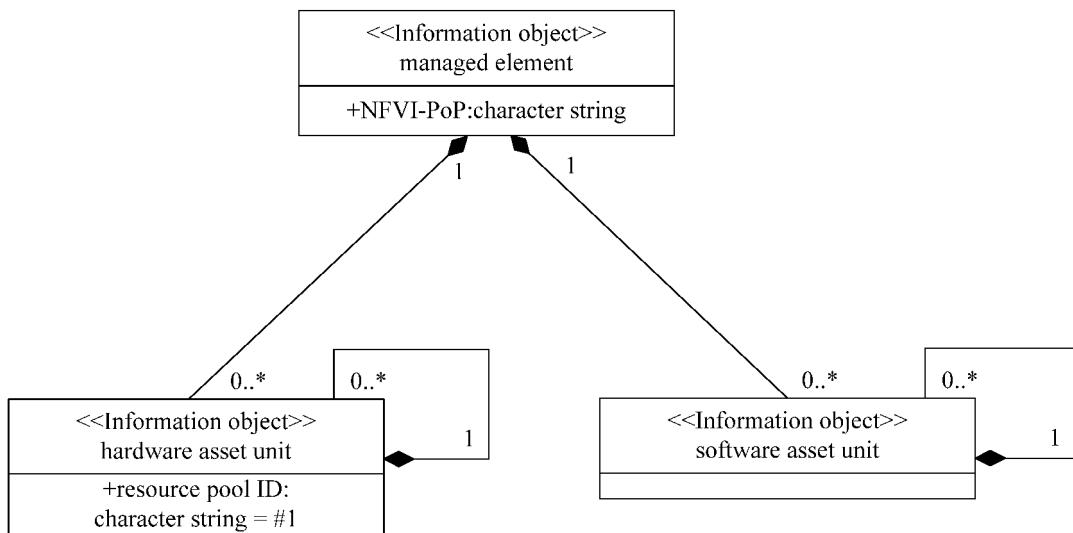 <<Information object>>
managed element
+NFVI-PoP:character string
1
1
0..*
0..*
0..*
0..*
<<Information object>>
hardware asset unit
1
<<Information object>>
software asset unit
1
+resource pool ID:
character string = #1